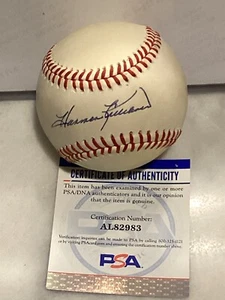 Harmon Killebrew
CERTIFICATE OF AUTHENTICITY
This item has been examined by one or more
PSA/DNA authenticators and it is our opinion
that the item is genuine.
Certification Number:
AL82983
PSA